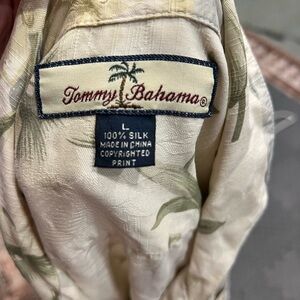 Tommy Bahama®
L
100% SILK
MADE IN CHINA
COPYRIGHTED
PRINT